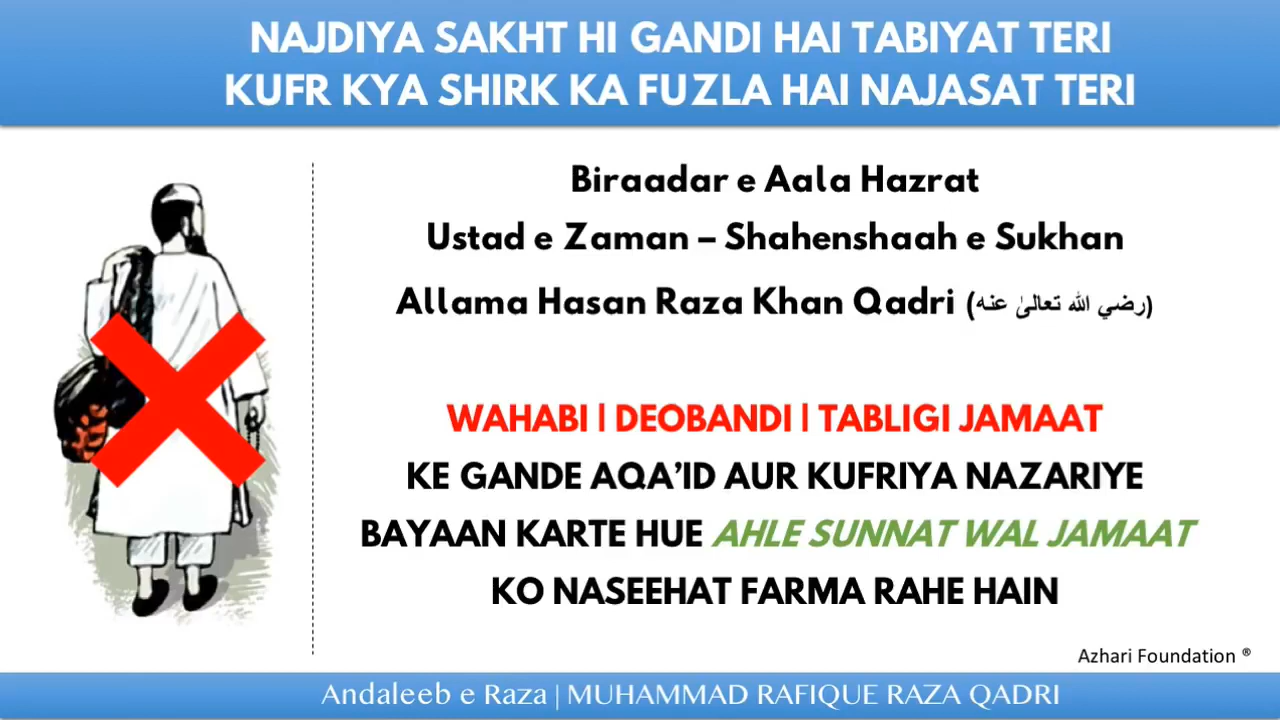 NAJDIYA SAKHT HI GANDI HAI TABIYAT TERI
KUFR KYA SHIRK KA FUZLA HAI NAJASAT TERI
Biraadar e Aala Hazrat
Ustad e Zaman – Shahenshaah e Sukhan
Allama Hasan Raza Khan Qadri (رضي الله تعالیٰ عنه)
WAHABI | DEOBANDI | TABLIGI JAMAAT
KE GANDE AQA’ID AUR KUFRIYA NAZARIYE
BAYAAN KARTE HUE AHLE SUNNAT WAL JAMAAT
KO NASEEHAT FARMA RAHE HAIN
Azhari Foundation ®
Andaleeb e Raza | MUHAMMAD RAFIQUE RAZA QADRI